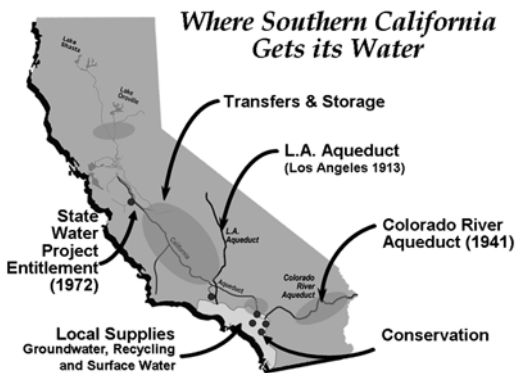 Where Southern California
Gets its Water
Lake
Shasta
Lake
Oroville
Transfers & Storage
L.A. Aqueduct
(Los Angeles 1913)
State
Water
Project
Entitlement
(1972)
L.A.
Aqueduct
California
Aqueduct
Colorado River
Aqueduct (1941)
Colorado
River
Aqueduct
Local Supplies
Groundwater, Recycling
and Surface Water
Conservation